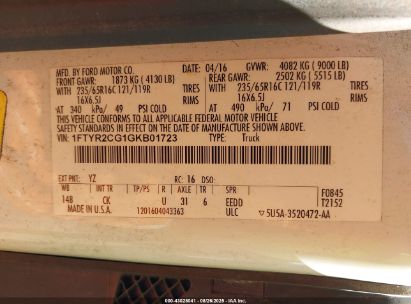 MFD. BY FORD MOTOR CO. 04/16 GVWR: 4082 KG ( 9000 LB)
FRONT GAWR: 1873 KG ( 4130 LB) REAR GAWR: 2502 KG ( 5515 LB)
WITH 235/65R16C 121/119R TIRES WITH 235/65R16C 121/119R TIRES
16X6.5J RIMS 16X6.5J RIMS
AT 340 kPa/ 49 PSI COLD AT 490 kPa/ 71 PSI COLD
THIS VEHICLE CONFORMS TO ALL APPLICABLE FEDERAL MOTOR VEHICLE
SAFETY STANDARDS IN EFFECT ON THE DATE OF MANUFACTURE SHOWN ABOVE.
VIN: 1FTYR2CG1GKB01723 TYPE: Truck
EXT PNT: YZ RC: 16 DSO:
WB INT TR TP/PS R AXLE TR SPR F0845
14B CK U 31 6 EEDD T2152
MADE IN U.S.A. 1201604043363 ULC 5USA-3520472-AA